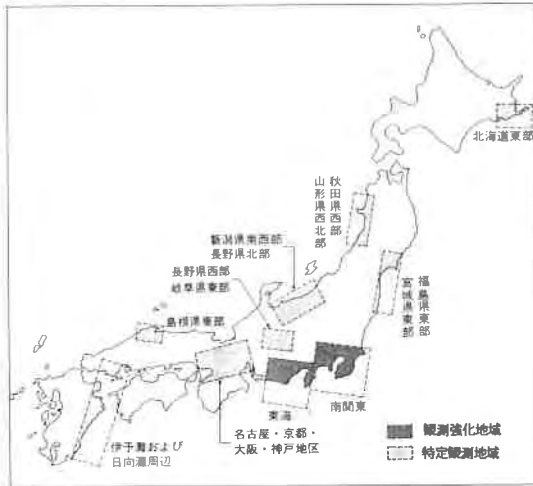 北海道東部
秋田県西部
山形県西北部
新潟県南西部
長野県北部
長野県西部
岐阜県東部
福島県東部
宮城県東部
島根県東部
東海
南関東
名古屋・京都・
大阪・神戸地区
伊予灘および
日向灘周辺
観測強化地域
特定観測地域